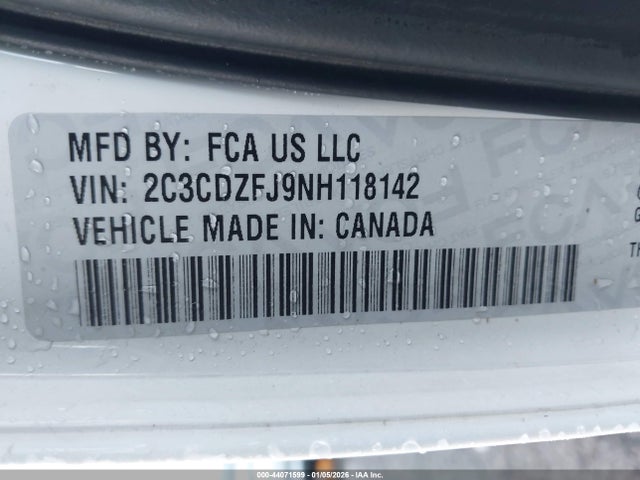 MFD BY: FCA US LLC
VIN: 2C3CDZFJ9NH118142
VEHICLE MADE IN: CANADA
000-44071599 | 01/05/2026 | IAA Inc.